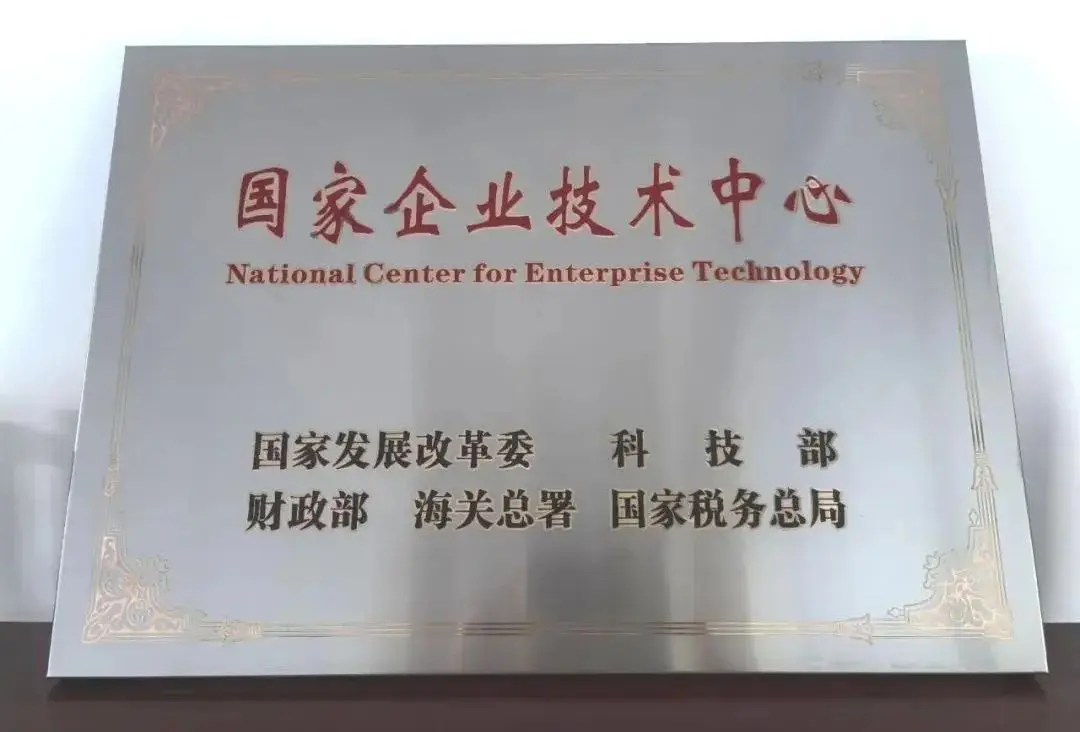 国家企业技术中心
National Center for Enterprise Technology
国家发展改革委 科技部
财政部 海关总署 国家税务总局